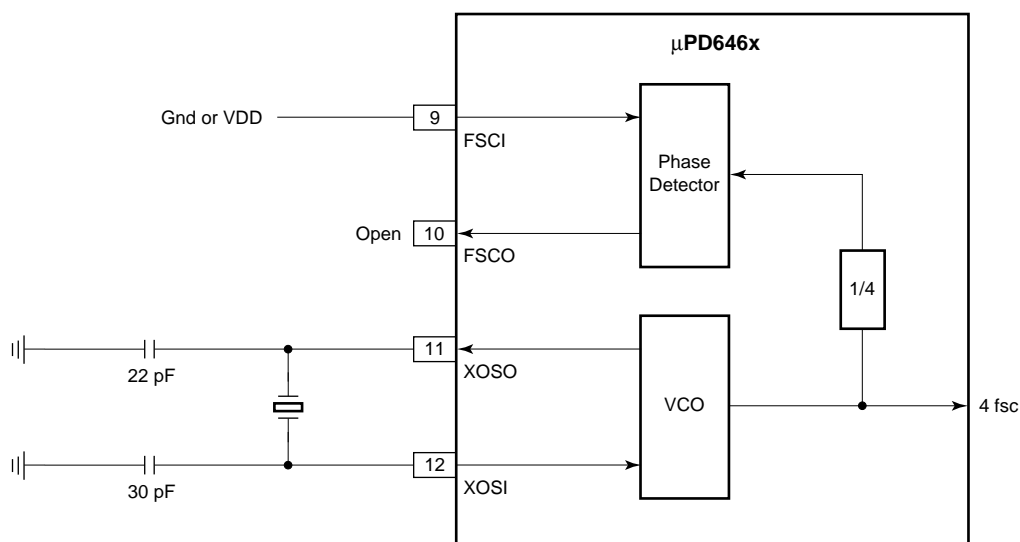 μPD646x
Gnd or VDD
9
FSCI
Phase
Detector
Open
10
FSCO
1/4
11
XOSO
22 pF
VCO
4 fsc
12
XOSI
30 pF